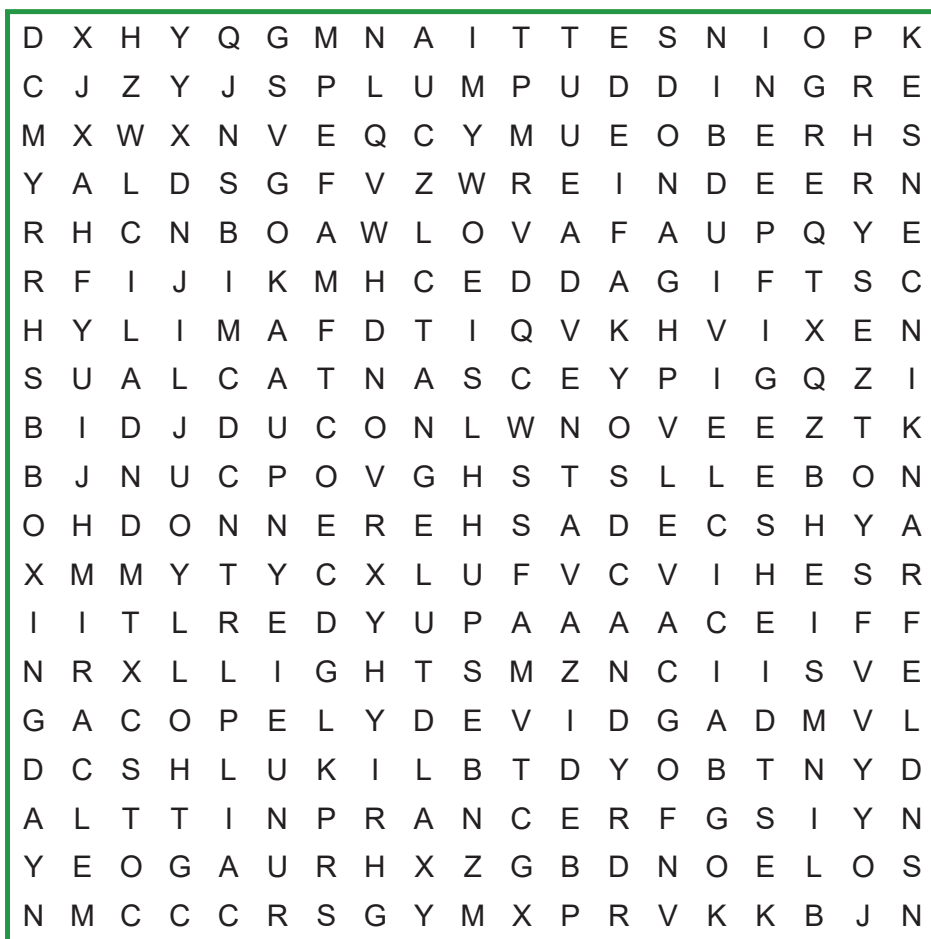 D X H Y Q G M N A I T T E S N I O P K
C J Z Y J S P L U M P U D D I N G R E
M X W X N V E Q C Y M U E O B E R H S
Y A L D S G F V Z W R E I N D E E R N
R H C N B O A W L O V A F A U P Q Y E
R F I J I K M H C E D D A G I F T S C
H Y L I M A F D T I Q V K H V I X E N
S U A L C A T N A S C E Y P I G Q Z I
B I D J D U C O N L W N O V E E Z T K
B J N U C P O V G H S T S L L E B O N
O H D O N N E R E H S A D E C S H Y A
X M M Y T Y C X L U F V C V I H E S R
I I T L R E D Y U P A A A A C E I F F
N R X L L I G H T S M Z N C I I S V E
G A C O P E L Y D E V I D G A D M V L
D C S H L U K I L B T D Y O B T N Y D
A L T T I N P R A N C E R F G S I Y N
Y E O G A U R H X Z G B D N O E L O S
N M C C C R S G Y M X P R V K K B J N